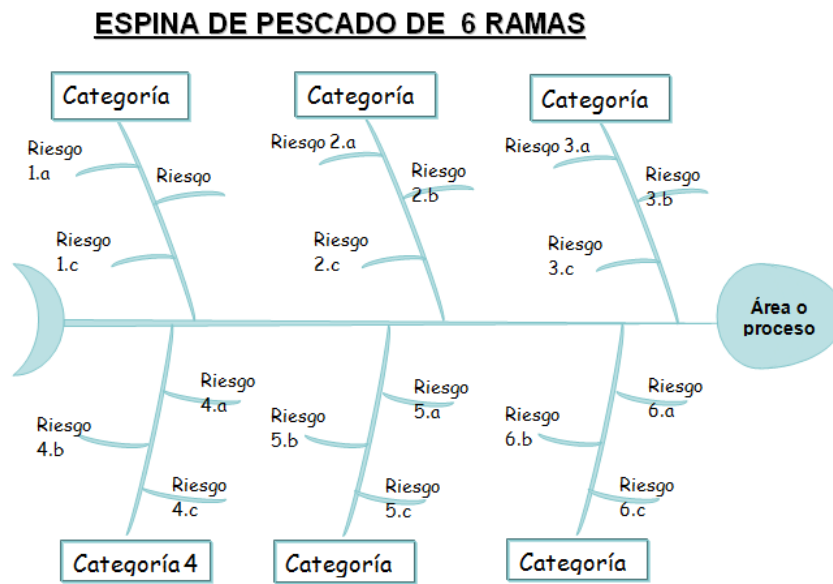 ESPINA DE PESCADO DE 6 RAMAS
Categoría
Categoría
Categoría
Riesgo
1.a
Riesgo
Riesgo
1.c
Riesgo 2.a
Riesgo
2.b
Riesgo
2.c
Riesgo 3.a
Riesgo
3.b
Riesgo
3.c
Área o
proceso
Riesgo
4.a
Riesgo
4.b
Riesgo
4.c
Riesgo
5.a
Riesgo
5.b
Riesgo
5.c
Riesgo
6.a
Riesgo
6.b
Riesgo
6.c
Categoría 4
Categoría
Categoría